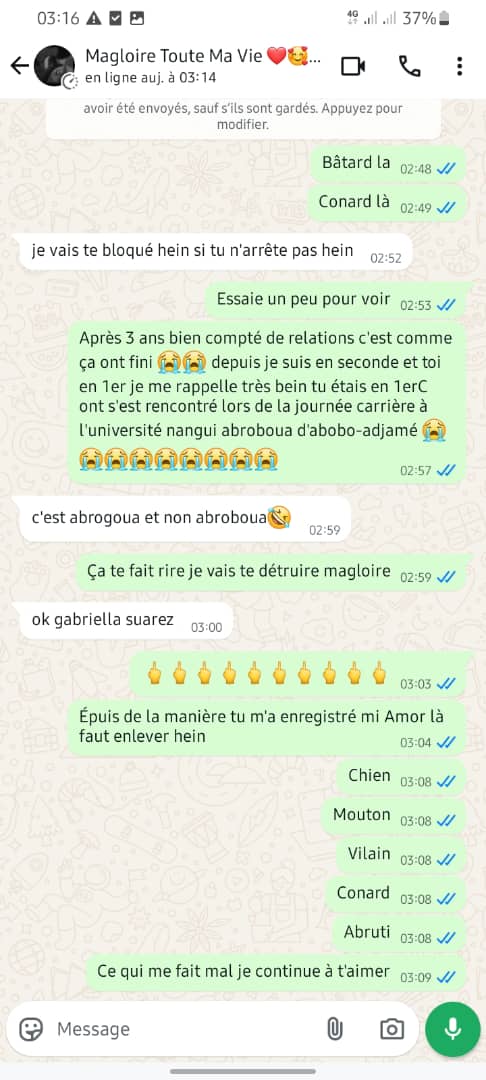 03:16
4G 37%
Magloire Toute Ma Vie ❤️🥰...
en ligne auj. à 03:14
avoir été envoyés, sauf s'ils sont gardés. Appuyez pour
modifier.
Bâtard la 02:48
Conard là 02:49
je vais te bloqué hein si tu n'arrête pas hein 02:52
Essaie un peu pour voir 02:53
Après 3 ans bien compté de relations c'est comme
ça ont fini 😭😭 depuis je suis en seconde et toi
en 1er je me rappelle très bein tu étais en 1erC
ont s'est rencontré lors de la journée carrière à
l'université nangui abroboua d'abobo-adjamé 😭
😭😭😭😭😭😭😭😭
02:57
c'est abrogoua et non abroboua🤣 02:59
Ça te fait rire je vais te détruire magloire 02:59
ok gabriella suarez 03:00
🖕🖕🖕🖕🖕🖕🖕🖕🖕🖕 03:03
Épuis de la manière tu m'a enregistré mi Amor là
faut enlever hein 03:04
Chien 03:08
Mouton 03:08
Vilain 03:08
Conard 03:08
Abruti 03:08
Ce qui me fait mal je continue à t'aimer 03:09
Message